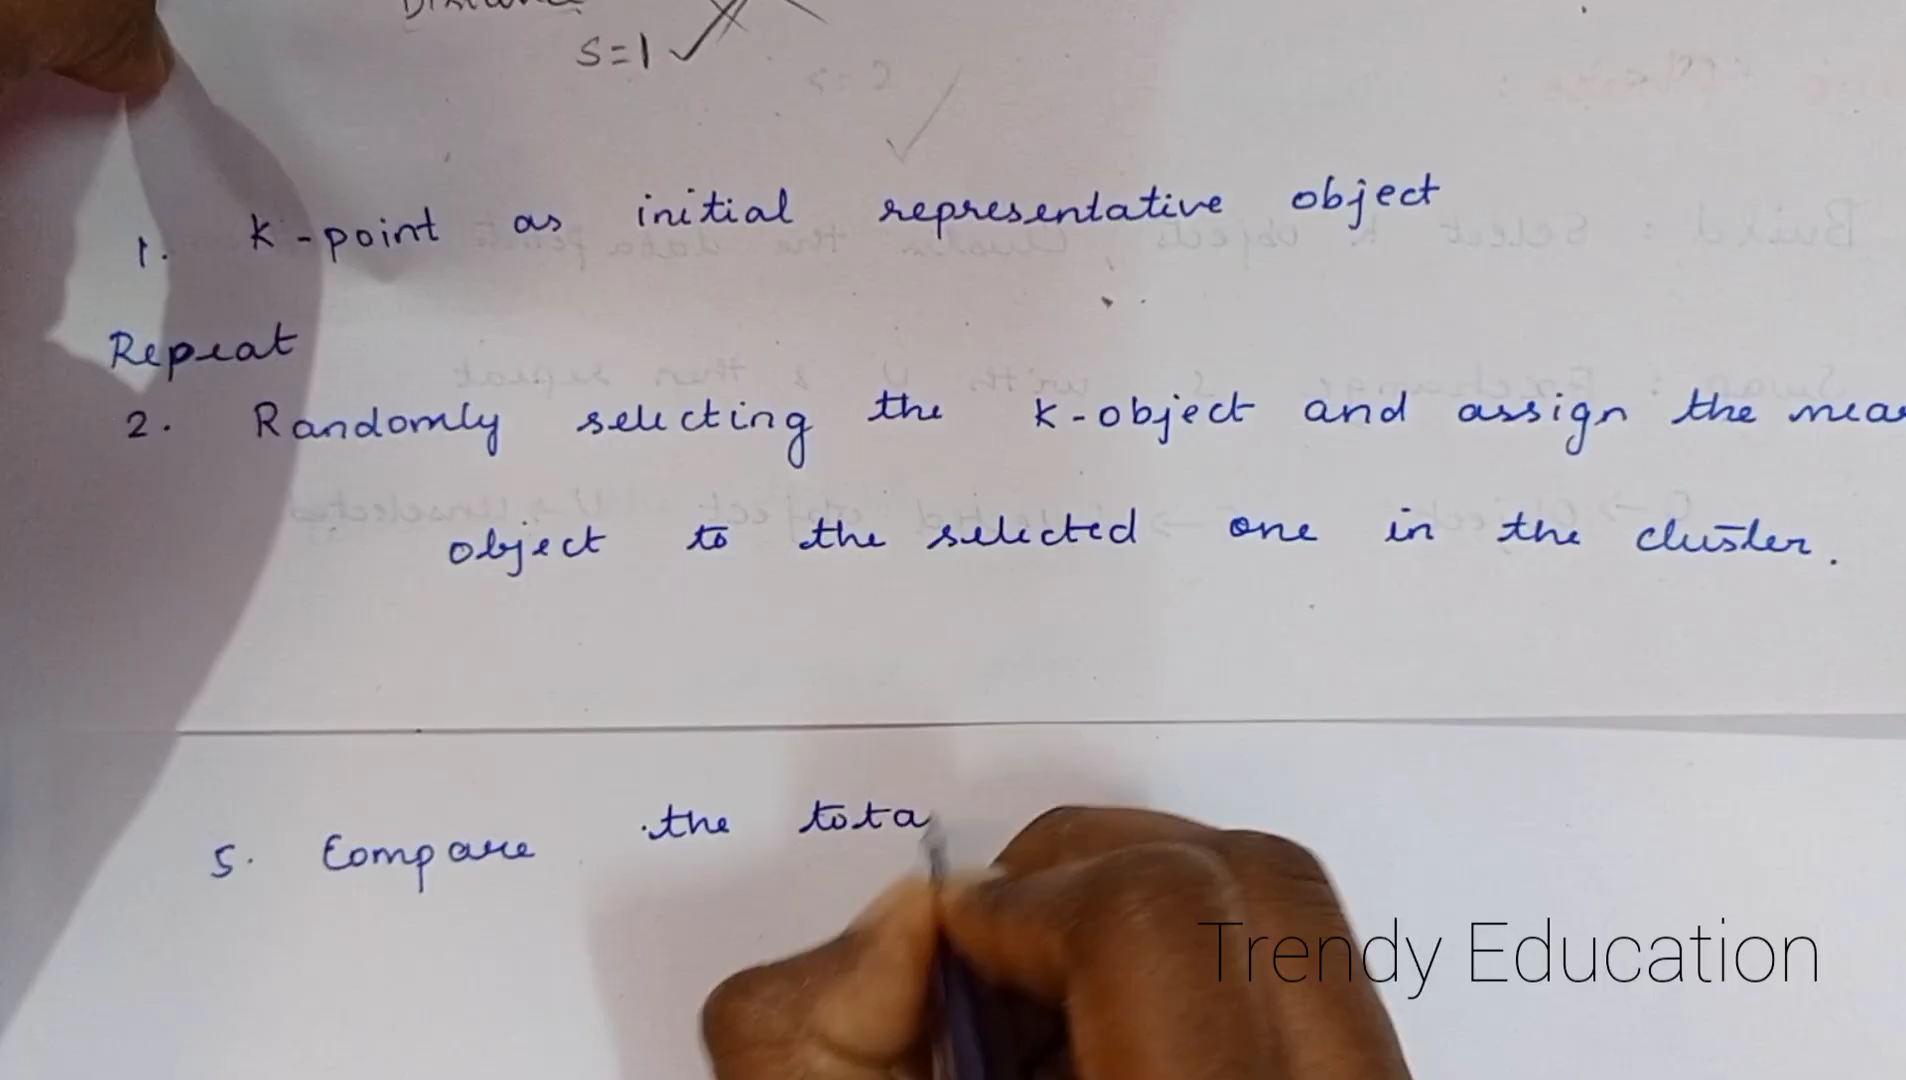 S=1
1. K-point as initial representative object
Repeat
2. Randomly selecting the K-object and assign the
object to the selected one in the cluster.
5. Compare the tota
Trendy Education